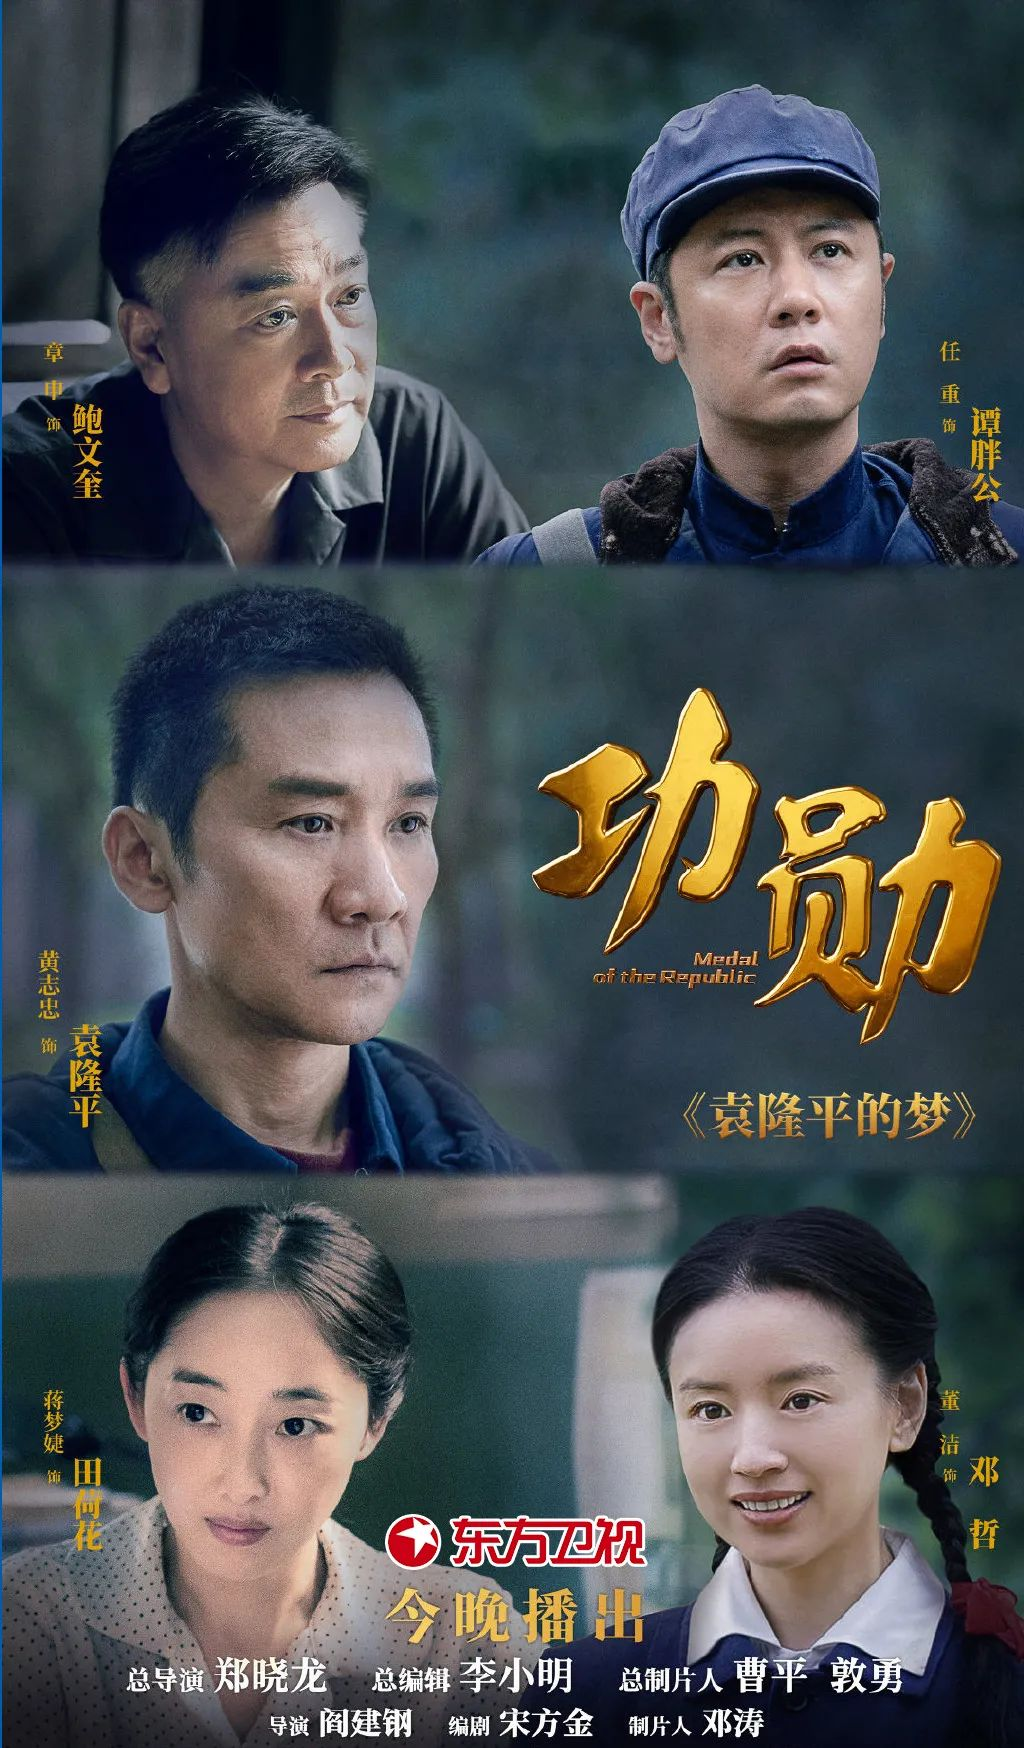 章申 饰
鲍文奎
任重 饰
谭胖公
功勋
Medal
of the Republic
黄志忠 饰
袁隆平
《袁隆平的梦》
蒋梦婕 饰
田荷花
董洁 饰
邓哲
东方卫视
今晚播出
总导演 郑晓龙 总编辑 李小明 总制片人 曹平 敦勇
导演 阎建钢 编剧 宋方金 制片人 邓涛